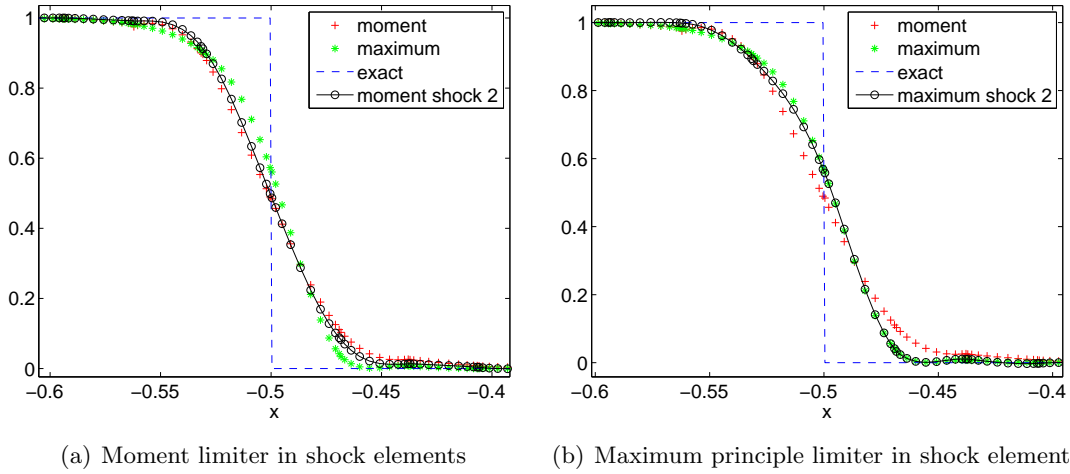 moment
maximum
exact
moment shock 2
1
0.8
0.6
0.4
0.2
0
−0.6 −0.55 −0.5 −0.45 −0.4
x
(a) Moment limiter in shock elements
moment
maximum
exact
maximum shock 2
1
0.8
0.6
0.4
0.2
0
−0.6 −0.55 −0.5 −0.45 −0.4
x
(b) Maximum principle limiter in shock element